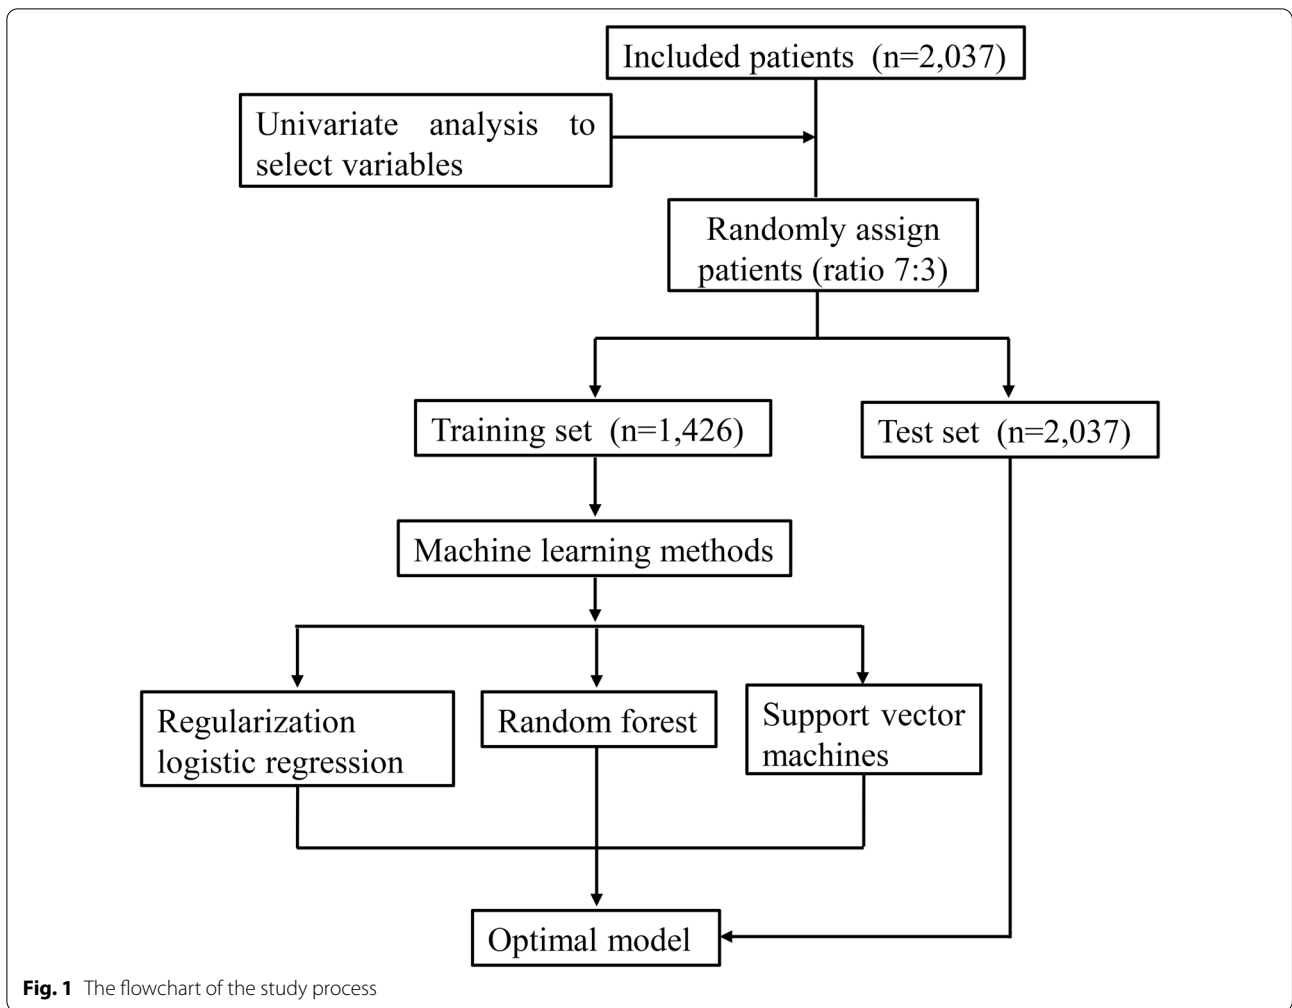 Included patients (n=2,037)
Univariate analysis to
select variables
Randomly assign
patients (ratio 7:3)
Training set (n=1,426)
Test set (n=2,037)
Machine learning methods
Regularization
logistic regression
Random forest
Support vector
machines
Optimal model
Fig. 1 The flowchart of the study process